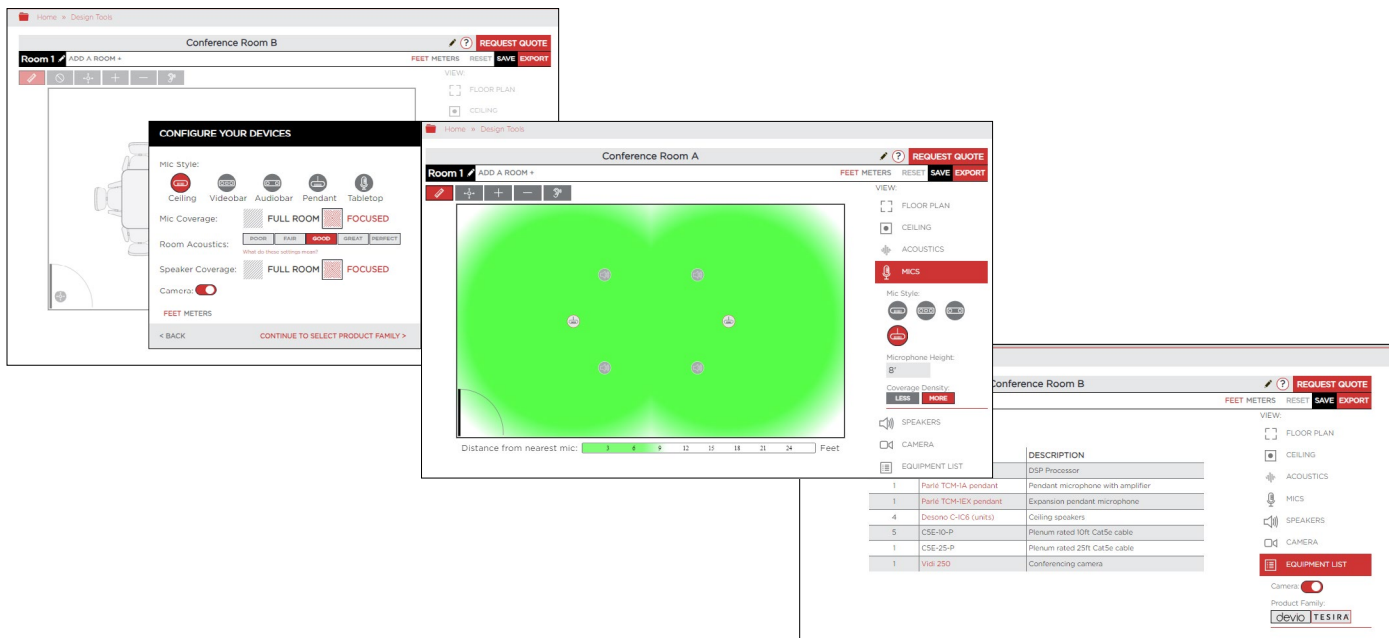 Home » Design Tools
Conference Room B
? REQUEST QUOTE
Room 1 ADD A ROOM +
FEET METERS RESET SAVE EXPORT
VIEW:
FLOOR PLAN
CEILING
CONFIGURE YOUR DEVICES
Mic Style:
Ceiling Videobar Audiobar Pendant Tabletop
Mic Coverage: FULL ROOM FOCUSED
Room Acoustics: POOR FAIR GOOD GREAT PERFECT
What do these settings mean?
Speaker Coverage: FULL ROOM FOCUSED
Camera:
FEET METERS
< BACK CONTINUE TO SELECT PRODUCT FAMILY >
Home » Design Tools
Conference Room A
? REQUEST QUOTE
Room 1 ADD A ROOM +
FEET METERS RESET SAVE EXPORT
VIEW:
FLOOR PLAN
CEILING
ACOUSTICS
MICS
Mic Style:
Microphone Height:
8'
Coverage Density:
LESS MORE
SPEAKERS
CAMERA
EQUIPMENT LIST
Distance from nearest mic: 3 6 9 12 15 18 21 24 Feet
Conference Room B
? REQUEST QUOTE
FEET METERS RESET SAVE EXPORT
DESCRIPTION
DSP Processor
1 Parlé TCM-1A pendant Pendant microphone with amplifier
1 Parlé TCM-1EX pendant Expansion pendant microphone
4 Desono C-IC6 (units) Ceiling speakers
5 C5E-10-P Plenum rated 10ft Cat5e cable
1 C5E-25-P Plenum rated 25ft Cat5e cable
1 Vidi 250 Conferencing camera
VIEW:
FLOOR PLAN
CEILING
ACOUSTICS
MICS
SPEAKERS
CAMERA
EQUIPMENT LIST
Camera:
Product Family:
devio TESIRA